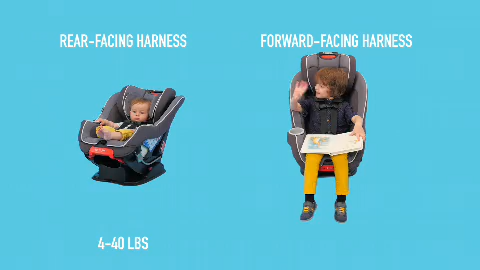 REAR-FACING HARNESS
FORWARD-FACING HARNESS
4-40 LBS